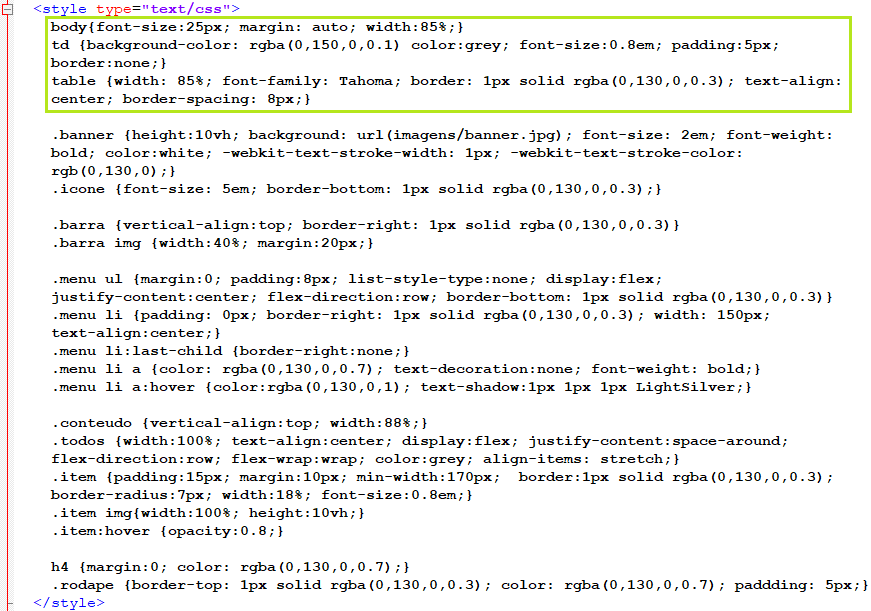 <style type="text/css">
body{font-size:25px; margin: auto; width:85%;}
td {background-color: rgba(0,150,0,0.1) color:grey; font-size:0.8em; padding:5px;
border:none;}
table {width: 85%; font-family: Tahoma; border: 1px solid rgba(0,130,0,0.3); text-align:
center; border-spacing: 8px;}
.banner {height:10vh; background: url(imagens/banner.jpg); font-size: 2em; font-weight:
bold; color:white; -webkit-text-stroke-width: 1px; -webkit-text-stroke-color:
rgb(0,130,0);}
.icone {font-size: 5em; border-bottom: 1px solid rgba(0,130,0,0.3);}
.barra {vertical-align:top; border-right: 1px solid rgba(0,130,0,0.3)}
.barra img {width:40%; margin:20px;}
.menu ul {margin:0; padding:8px; list-style-type:none; display:flex;
justify-content:center; flex-direction:row; border-bottom: 1px solid rgba(0,130,0,0.3)}
.menu li {padding: 0px; border-right: 1px solid rgba(0,130,0,0.3); width: 150px;
text-align:center;}
.menu li:last-child {border-right:none;}
.menu li a {color: rgba(0,130,0,0.7); text-decoration:none; font-weight: bold;}
.menu li a:hover {color:rgba(0,130,0,1); text-shadow:1px 1px 1px LightSilver;}
.conteudo {vertical-align:top; width:88%;}
.todos {width:100%; text-align:center; display:flex; justify-content:space-around;
flex-direction:row; flex-wrap:wrap; color:grey; align-items: stretch;}
.item {padding:15px; margin:10px; min-width:170px;  border:1px solid rgba(0,130,0,0.3);
border-radius:7px; width:18%; font-size:0.8em;}
.item img{width:100%; height:10vh;}
.item:hover {opacity:0.8;}
h4 {margin:0; color: rgba(0,130,0,0.7);}
.rodape {border-top: 1px solid rgba(0,130,0,0.3); color: rgba(0,130,0,0.7); paddding: 5px;}
</style>